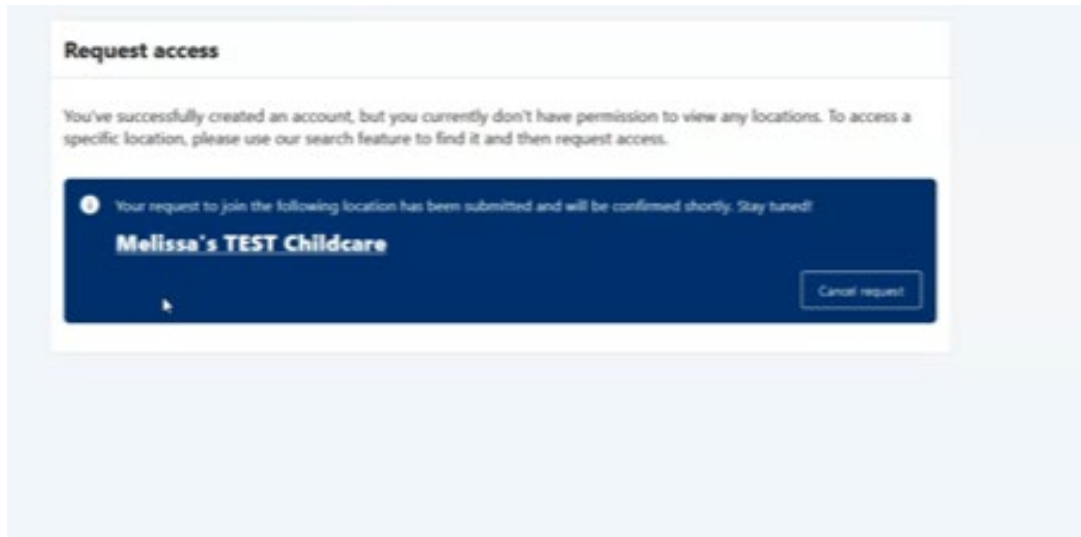 Request access
You've successfully created an account, but you currently don't have permission to view any locations. To access a
specific location, please use our search feature to find it and then request access.
Your request to join the following location has been submitted and will be confirmed shortly. Stay tuned!
Melissa's TEST Childcare
Cancel request